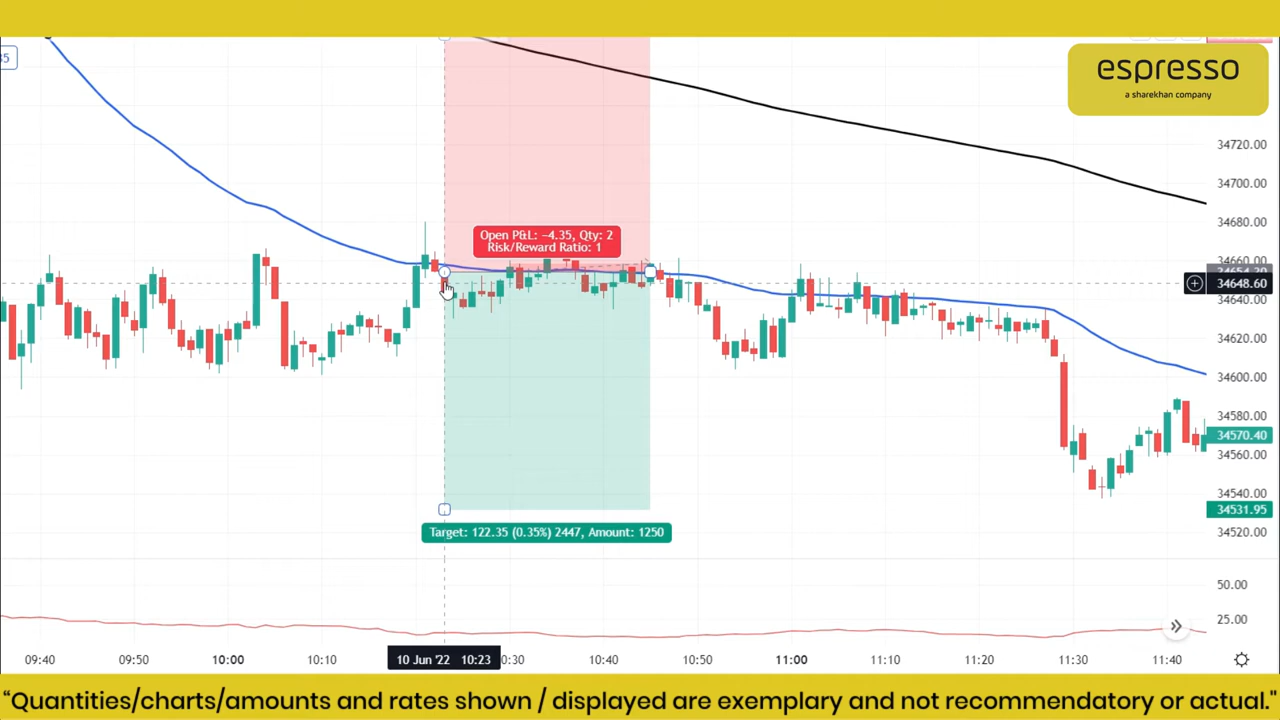 espresso
a sharekhan company
35
34720.00
34700.00
34680.00
34660.00
34648.60
34640.00
34620.00
34600.00
34580.00
34570.40
34560.00
34540.00
34531.95
34520.00
50.00
25.00
Open P&L: −4.35, Qty: 2
Risk/Reward Ratio: 1
Target: 122.35 (0.35%) 2447, Amount: 1250
09:40 09:50 10:00 10:10 10 Jun '22 10:23 :30 10:40 10:50 11:00 11:10 11:20 11:30 11:40
“Quantities/charts/amounts and rates shown / displayed are exemplary and not recommendatory or actual."